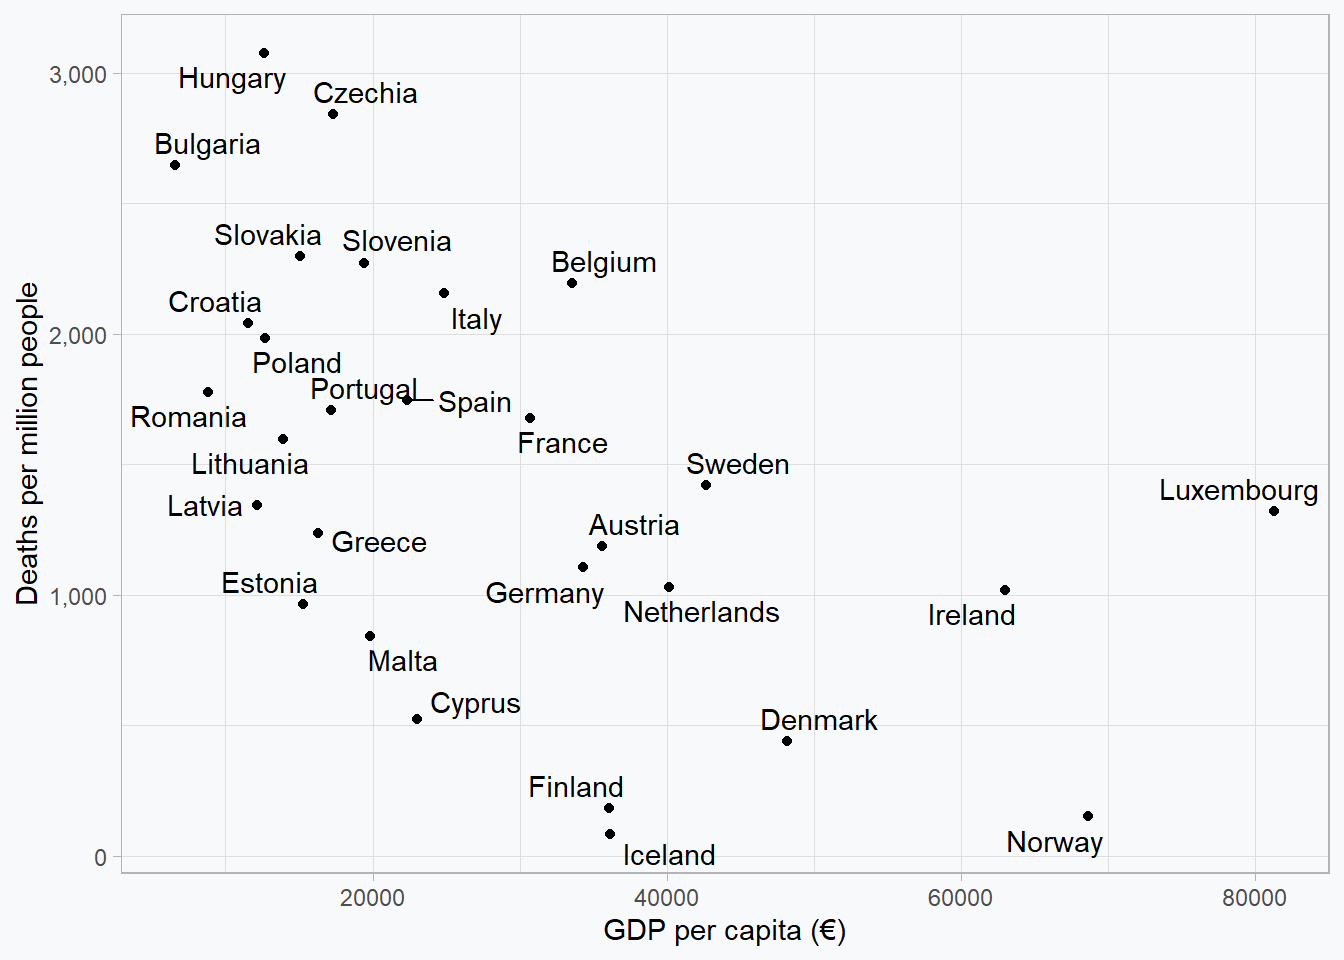 3,000
Hungary
Czechia
Bulgaria
Slovakia
Slovenia
Belgium
Croatia
Italy
2,000
Poland
Portugal
Spain
Romania
France
Lithuania
Sweden
Luxembourg
Latvia
Austria
Greece
Estonia
Germany
1,000
Netherlands
Ireland
Malta
Cyprus
Denmark
Finland
Norway
Iceland
0
Deaths per million people
20000
40000
60000
80000
GDP per capita (€)